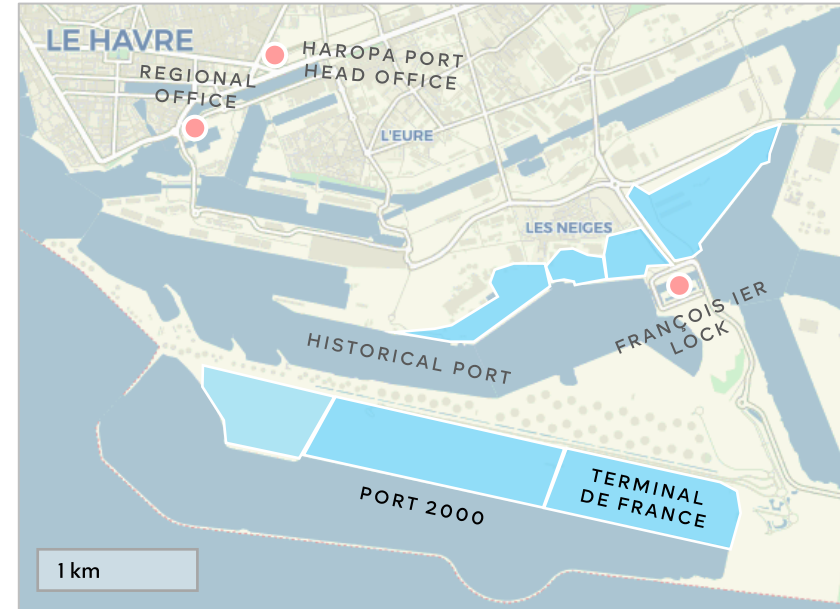 LE HAVRE
HAROPA PORT
HEAD OFFICE
REGIONAL
OFFICE
L'EURE
LES NEIGES
FRANÇOIS IER
LOCK
HISTORICAL PORT
TERMINAL
DE FRANCE
PORT 2000
1 km